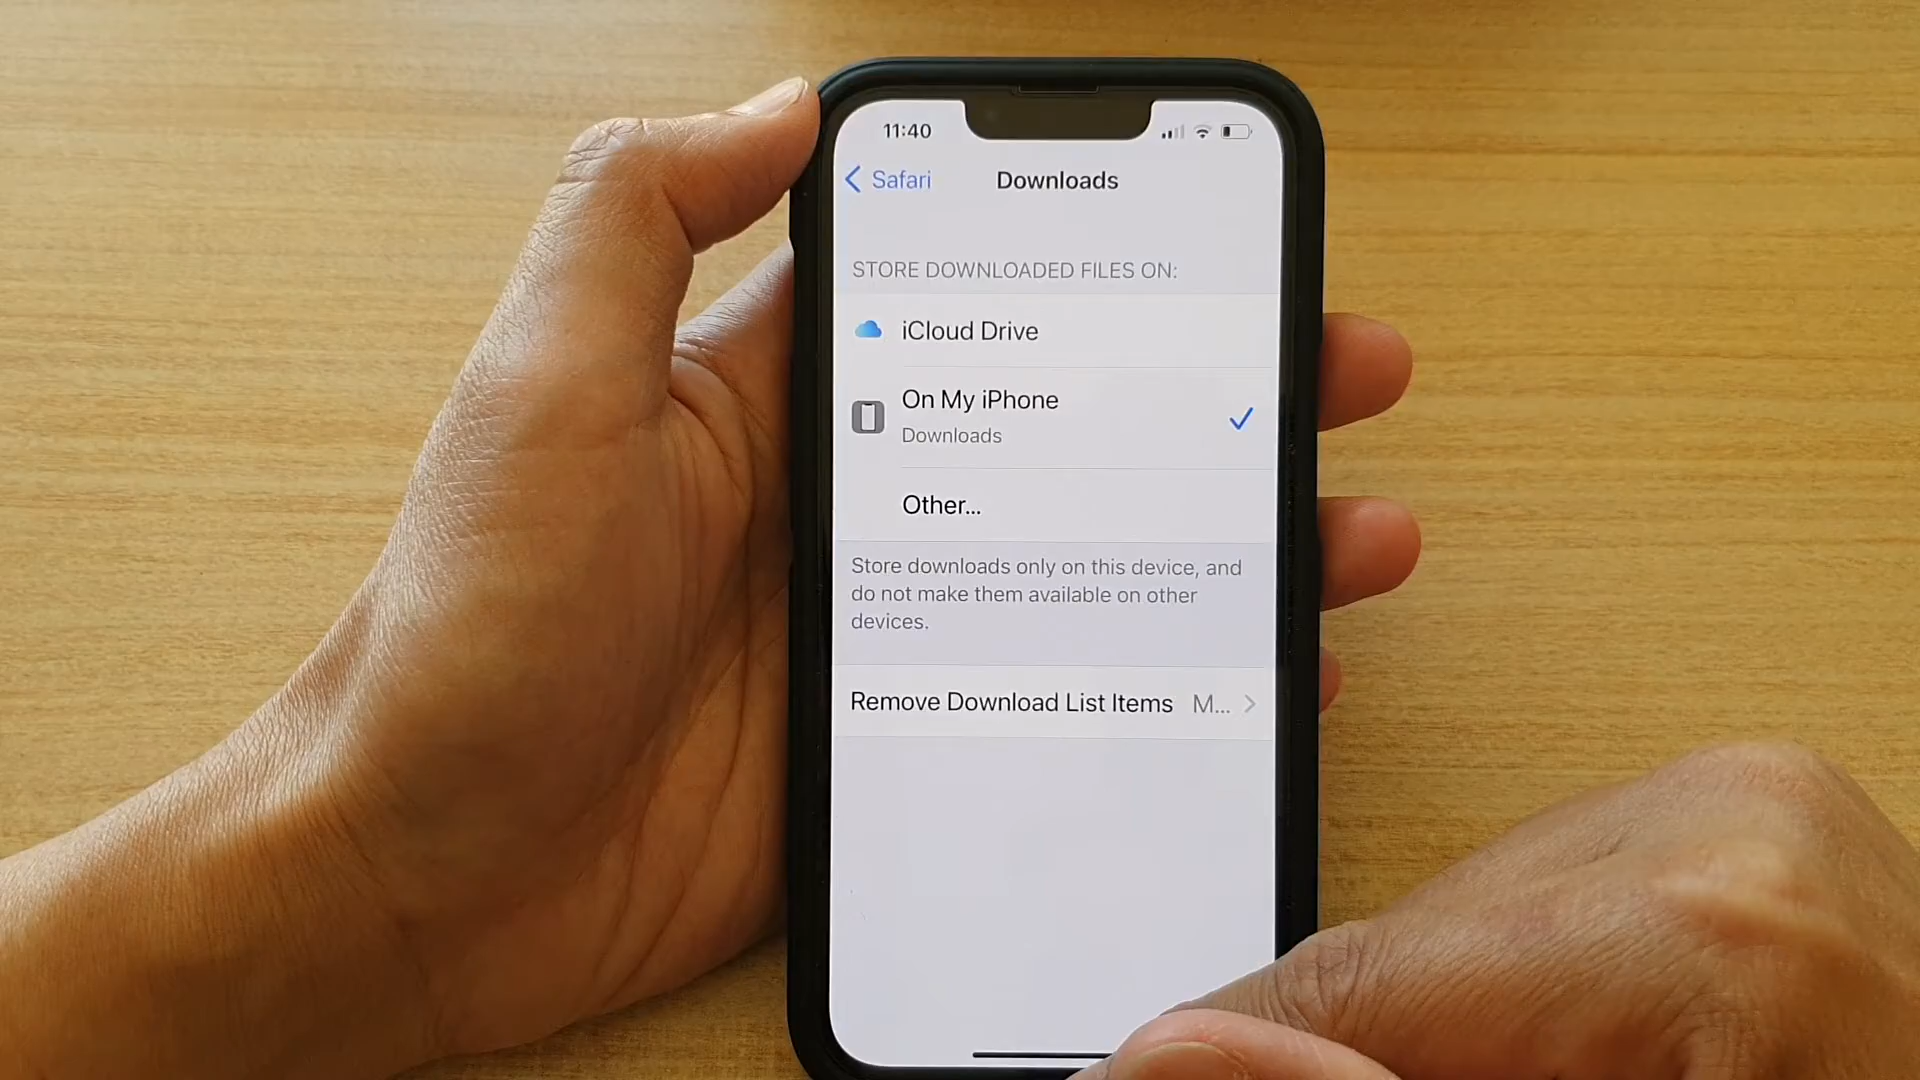 11:40
Safari
Downloads
STORE DOWNLOADED FILES ON:
iCloud Drive
On My iPhone
Downloads
Other...
Store downloads only on this device, and
do not make them available on other
devices.
Remove Download List Items M...